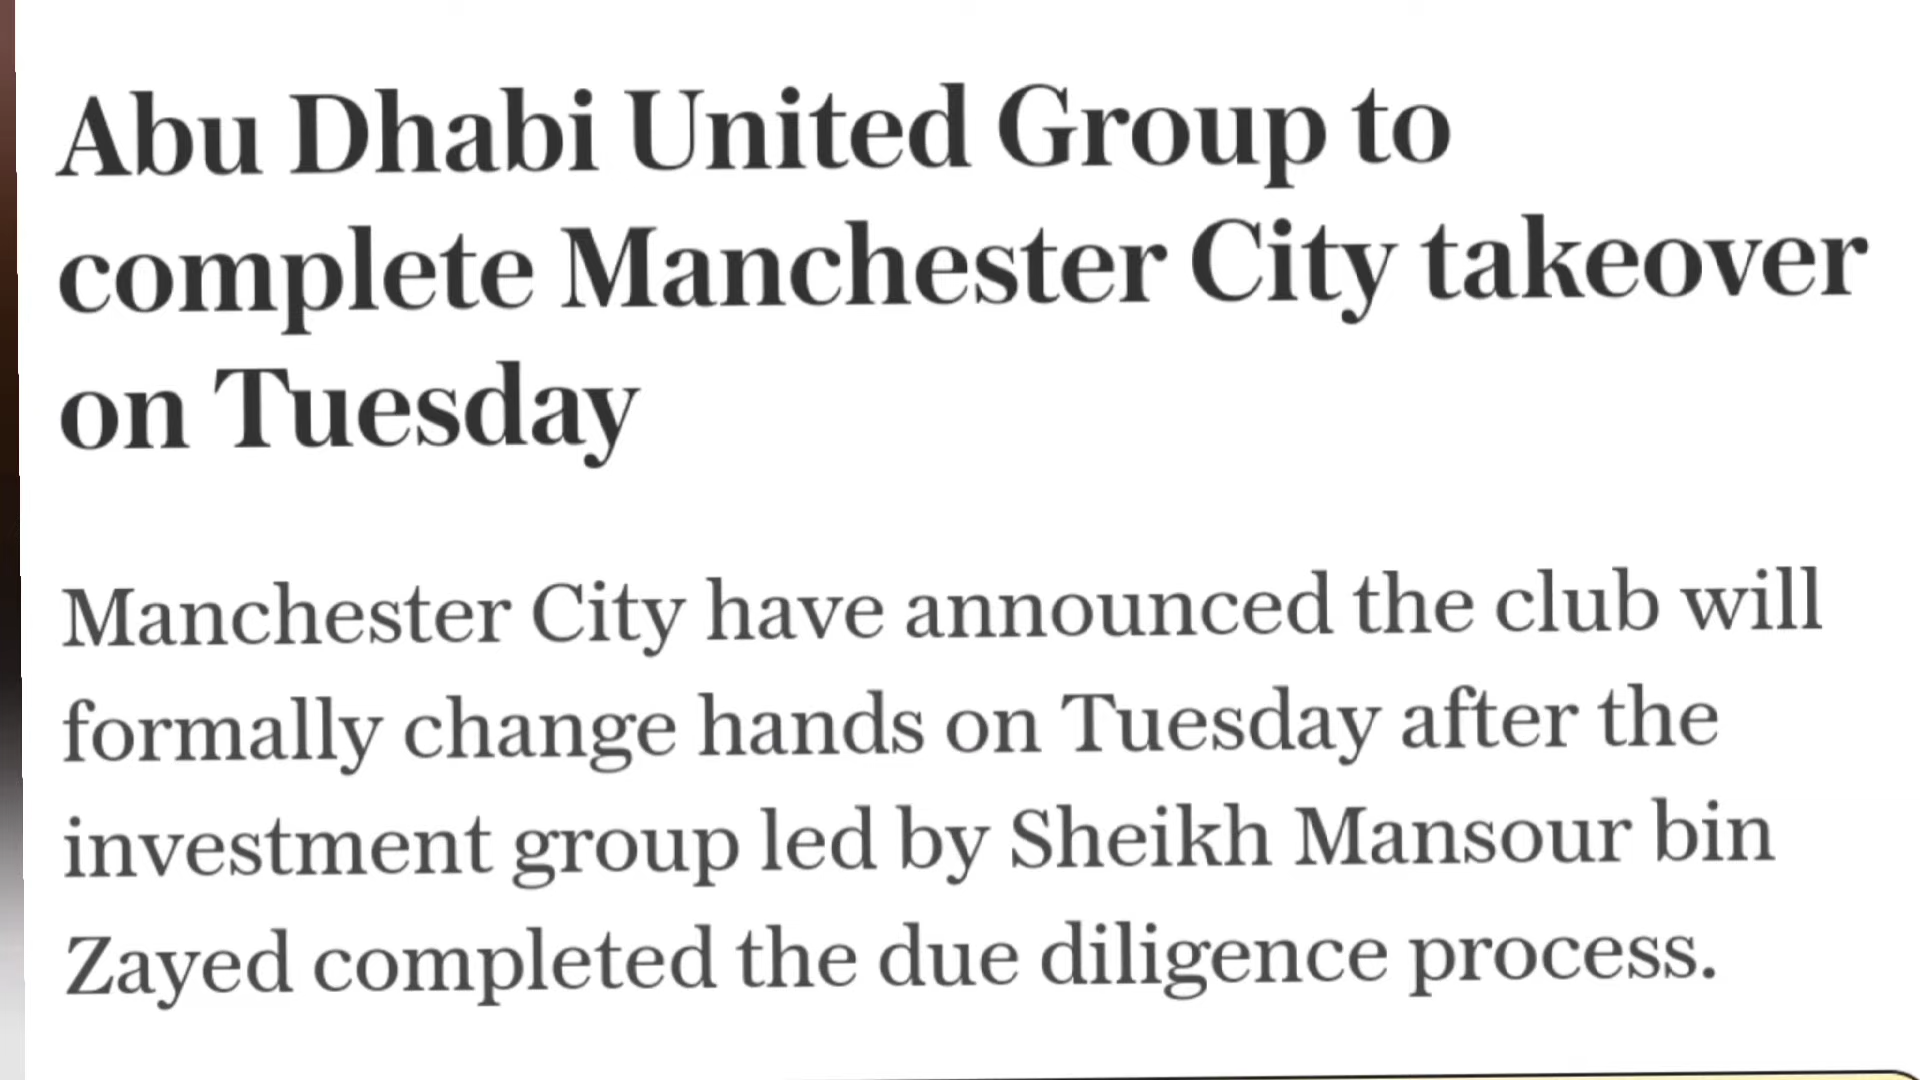 Abu Dhabi United Group to
complete Manchester City takeover
on Tuesday
Manchester City have announced the club will
formally change hands on Tuesday after the
investment group led by Sheikh Mansour bin
Zayed completed the due diligence process.